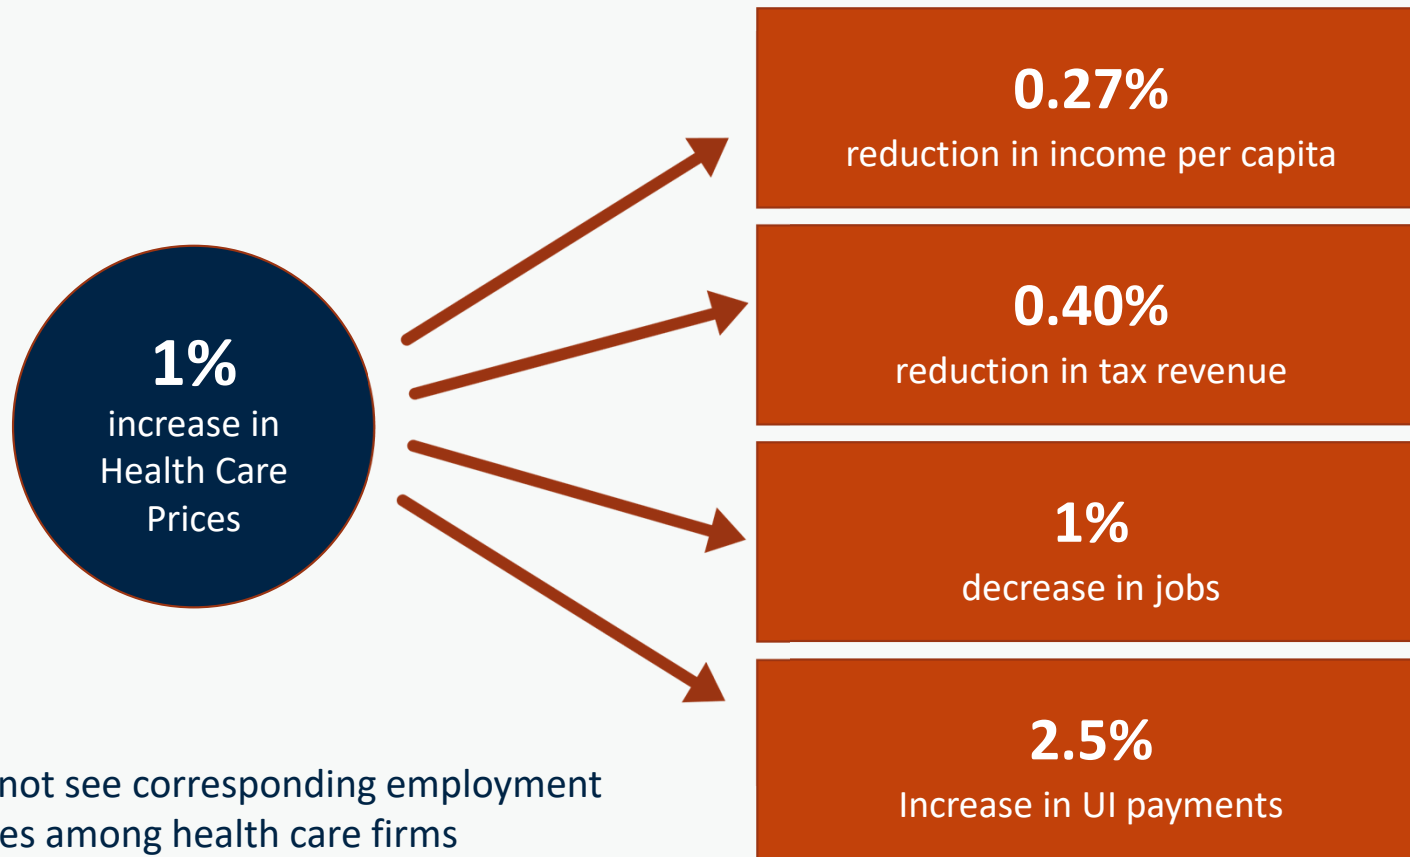 1%
increase in
Health Care
Prices
0.27%
reduction in income per capita
0.40%
reduction in tax revenue
1%
decrease in jobs
2.5%
Increase in UI payments
not see corresponding employment
es among health care firms